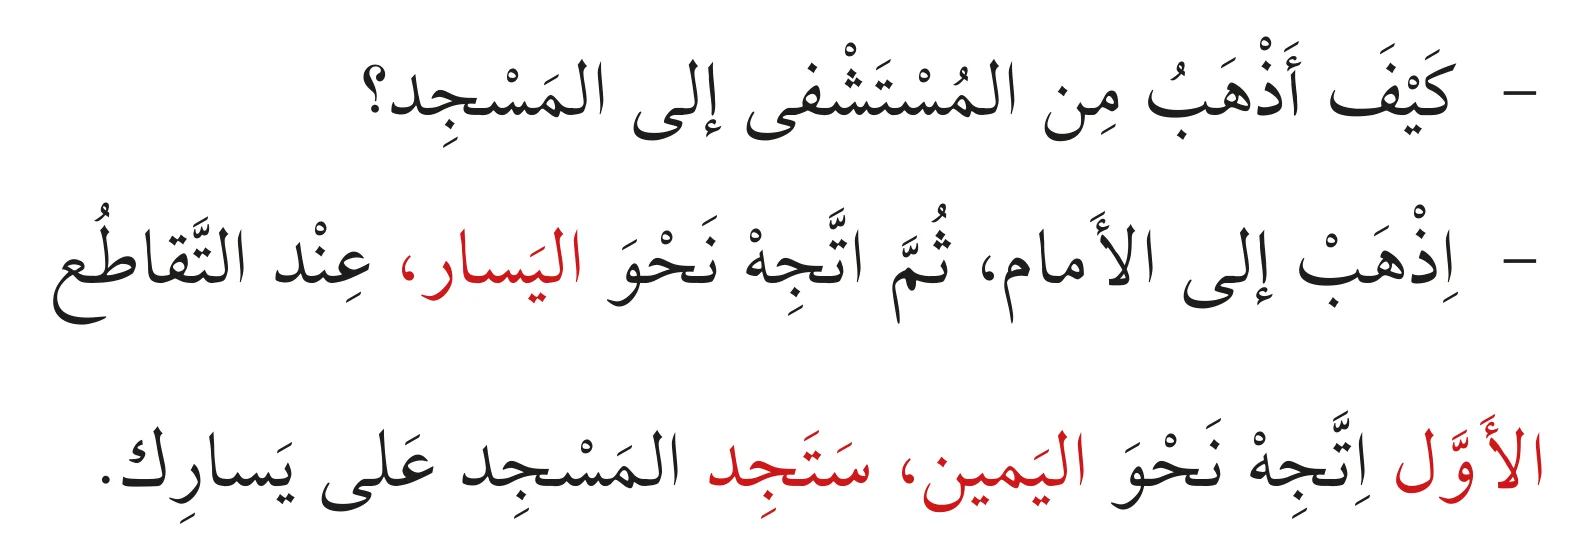 – كَيْفَ أَذْهَبُ مِن المُسْتَشْفى إلى المَسْجِد؟
– اِذْهَبْ إلى الأَمام، ثُمَّ اتَّجِهْ نَحْوَ اليَسار، عِنْد التَّقاطُع
الأَوَّل اِتَّجِهْ نَحْوَ اليَمين، سَتَجِد المَسْجِد عَلى يَسارِك.